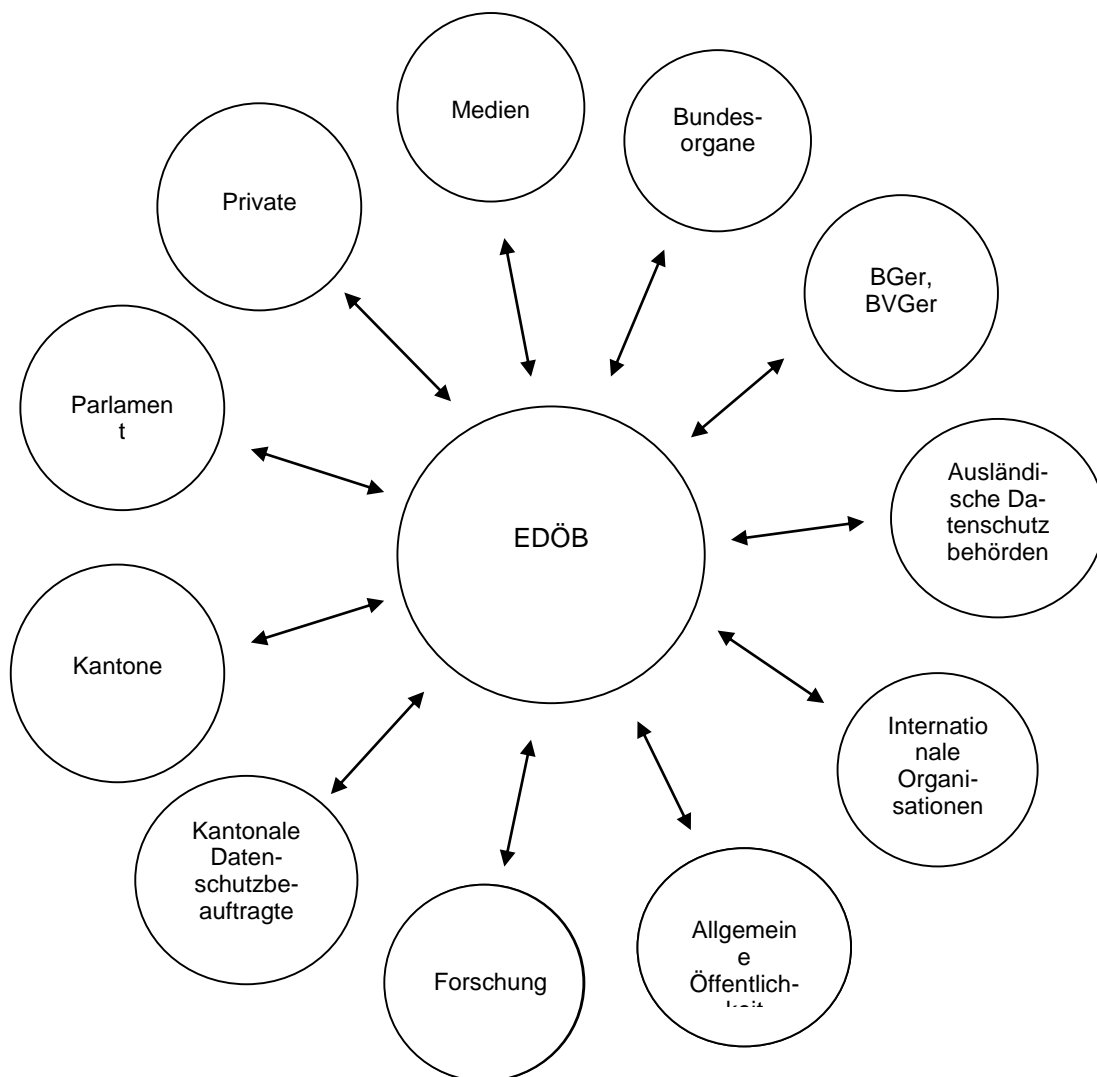 Medien
Bundes-
organe
Private
BGer,
BVGer
Parlamen
t
Ausländi-
sche Da-
tenschutz
behörden
EDÖB
Kantone
Internatio
nale
Organi-
sationen
Kantonale
Daten-
schutzbe-
auftragte
Forschung
Allgemein
e
Öffentlich-